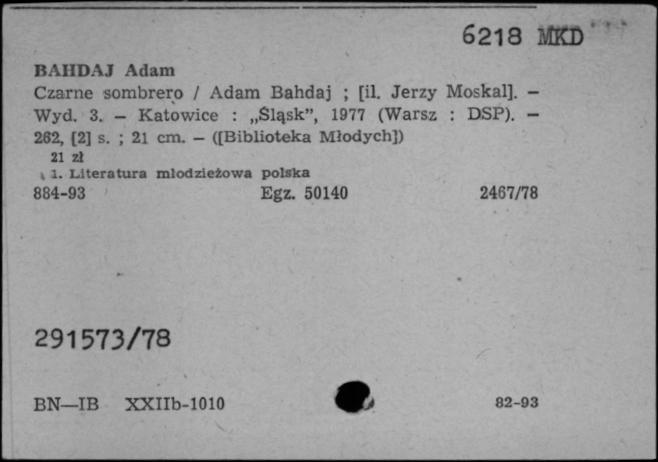 6218 MKD
BAHDAJ Adam
Czarne sombrero / Adam Bahdaj ; [il. Jerzy Moskal]. —
Wyd. 3. — Katowice : „Śląsk”, 1977 (Warsz : DSP). —
262, [2] s. ; 21 cm. — ([Biblioteka Młodych])
21 zł
1. Literatura młodzieżowa polska
884-93 Egz. 50140 2467/78
291573/78
BN—IB XXIIb-1010 82-93